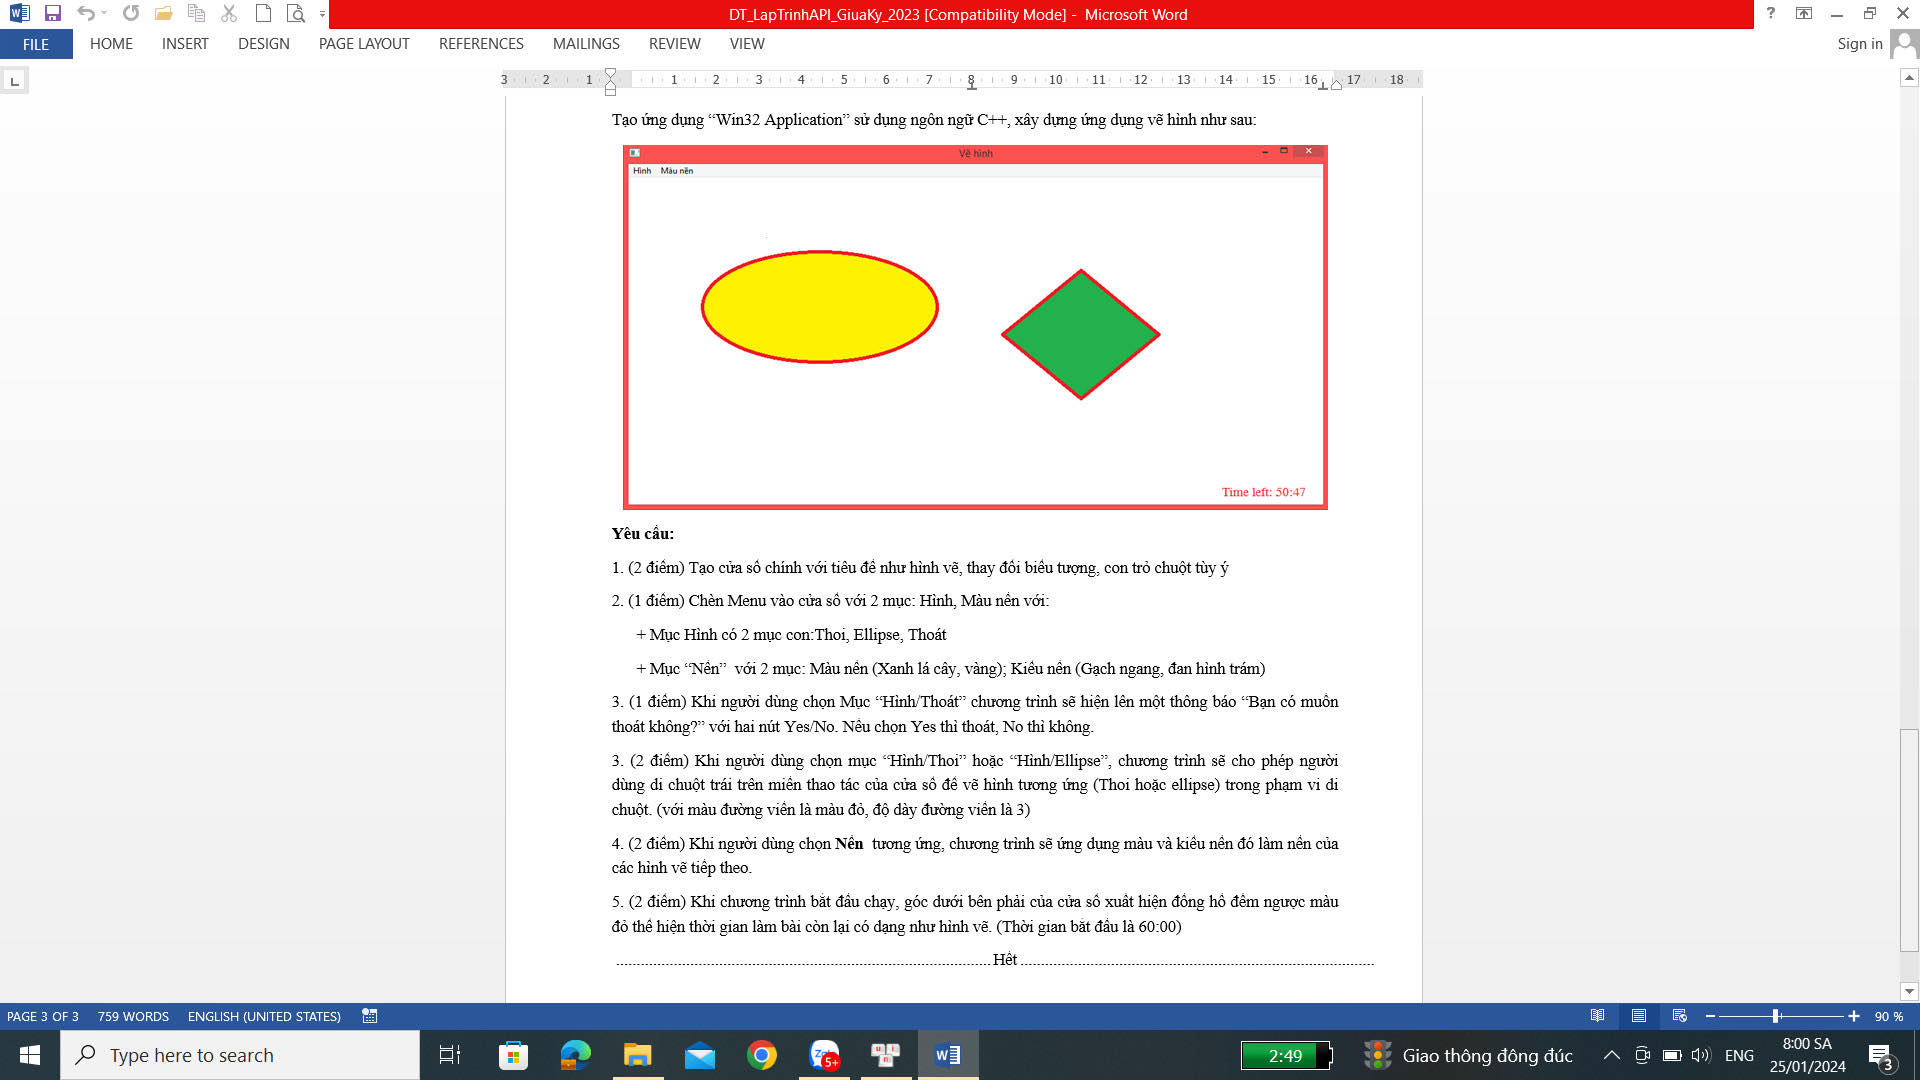 DT_LapTrinhAPI_GiuaKy_2023 [Compatibility Mode] - Microsoft Word
FILE HOME INSERT DESIGN PAGE LAYOUT REFERENCES MAILINGS REVIEW VIEW Sign in
3 2 1 1 2 3 4 5 6 7 8 9 10 11 12 13 14 15 16 17 18
Tạo ứng dụng “Win32 Application” sử dụng ngôn ngữ C++, xây dựng ứng dụng vẽ hình như sau:
Vẽ hình
Hình Màu nền
Time left: 50:47
Yêu cầu:
1. (2 điểm) Tạo cửa sổ chính với tiêu đề như hình vẽ, thay đổi biểu tượng, con trỏ chuột tùy ý
2. (1 điểm) Chèn Menu vào cửa sổ với 2 mục: Hình, Màu nền với:
+ Mục Hình có 2 mục con:Thoi, Ellipse, Thoát
+ Mục “Nền” với 2 mục: Màu nền (Xanh lá cây, vàng); Kiểu nền (Gạch ngang, đan hình trám)
3. (1 điểm) Khi người dùng chọn Mục “Hình/Thoát” chương trình sẽ hiện lên một thông báo “Bạn có muốn
thoát không?” với hai nút Yes/No. Nếu chọn Yes thì thoát, No thì không.
3. (2 điểm) Khi người dùng chọn mục “Hình/Thoi” hoặc “Hình/Ellipse”, chương trình sẽ cho phép người
dùng di chuột trái trên miền thao tác của cửa sổ để vẽ hình tương ứng (Thoi hoặc ellipse) trong phạm vi di
chuột. (với màu đường viền là màu đỏ, độ dày đường viền là 3)
4. (2 điểm) Khi người dùng chọn Nền tương ứng, chương trình sẽ ứng dụng màu và kiểu nền đó làm nền của
các hình vẽ tiếp theo.
5. (2 điểm) Khi chương trình bắt đầu chạy, góc dưới bên phải của cửa sổ xuất hiện đồng hồ đếm ngược màu
đỏ thể hiện thời gian làm bài còn lại có dạng như hình vẽ. (Thời gian bắt đầu là 60:00)
Hết
PAGE 3 OF 3 759 WORDS ENGLISH (UNITED STATES) 90 %
Type here to search 2:49 Giao thông đông đúc ENG 8:00 SA
25/01/2024
5+
3